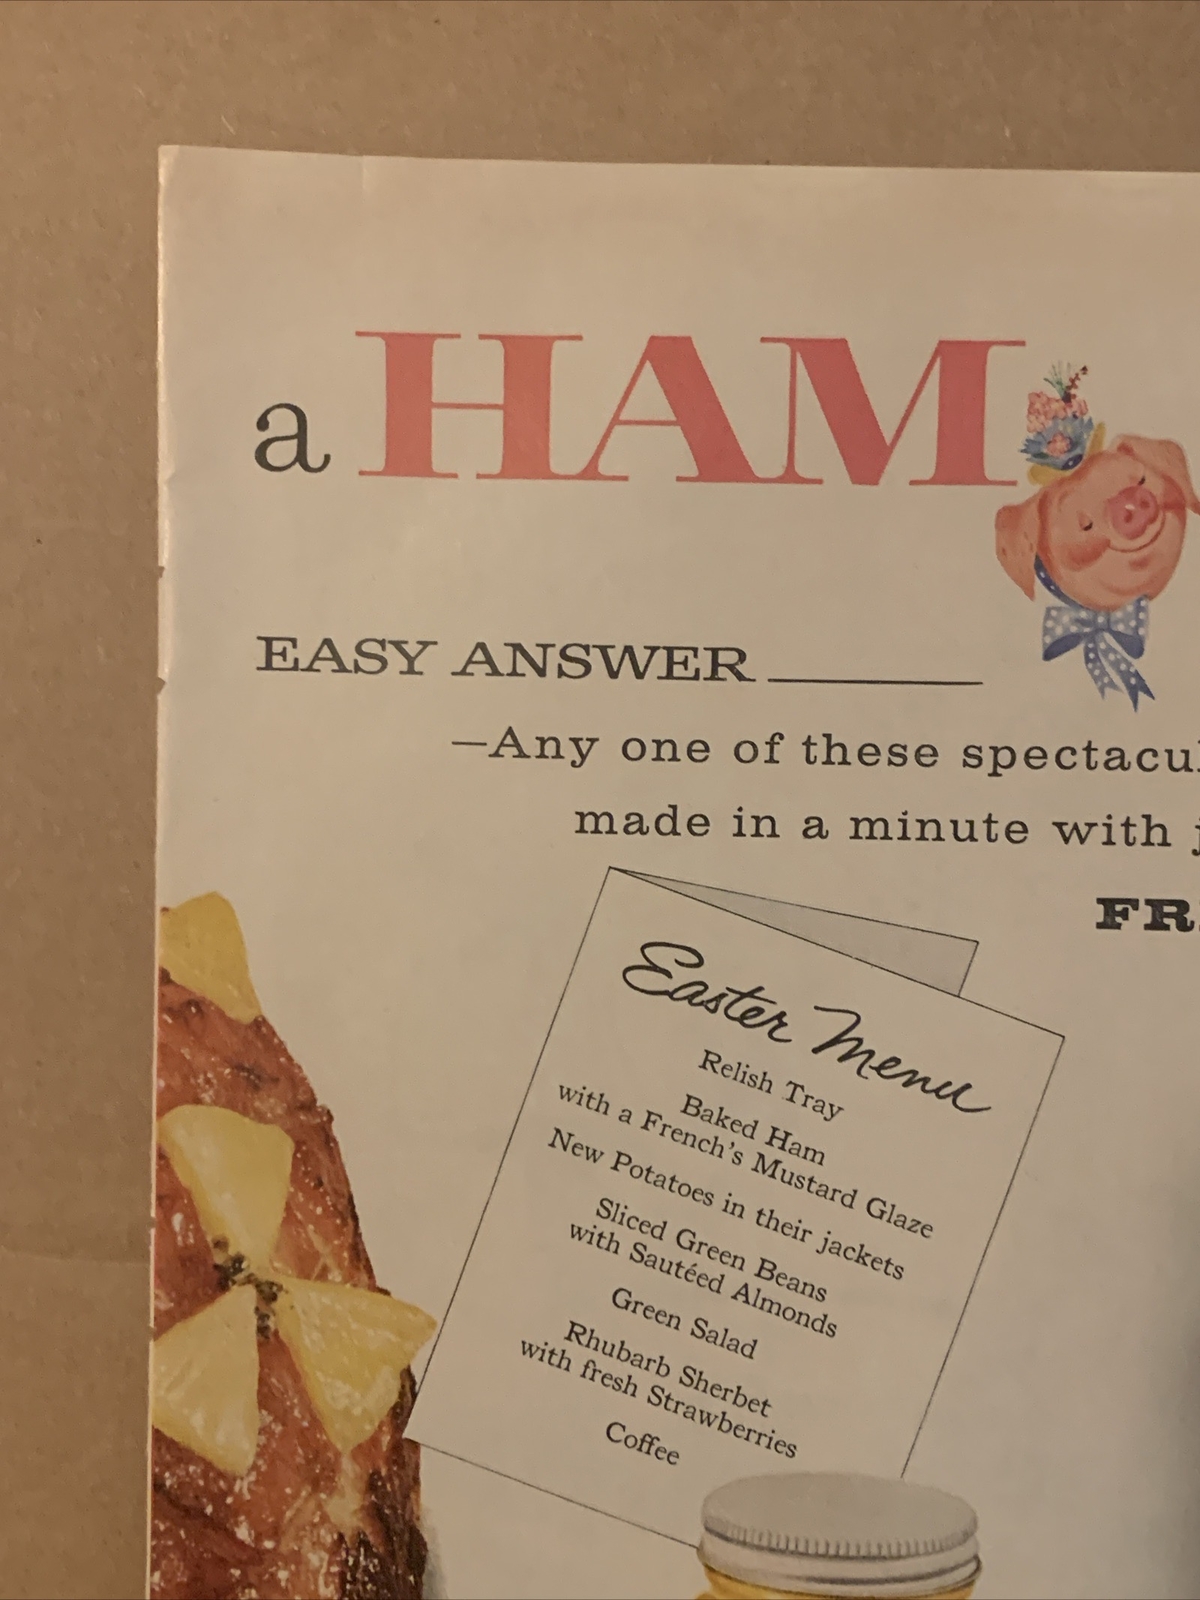 a HAM
EASY ANSWER
—Any one of these
made in a minute with
Easter Menu
Relish Tray
Baked Ham
with a French's Mustard Glaze
New Potatoes in their jackets
Sliced Green Beans
with Sautéed Almonds
Green Salad
Rhubarb Sherbet
with fresh Strawberries
Coffee